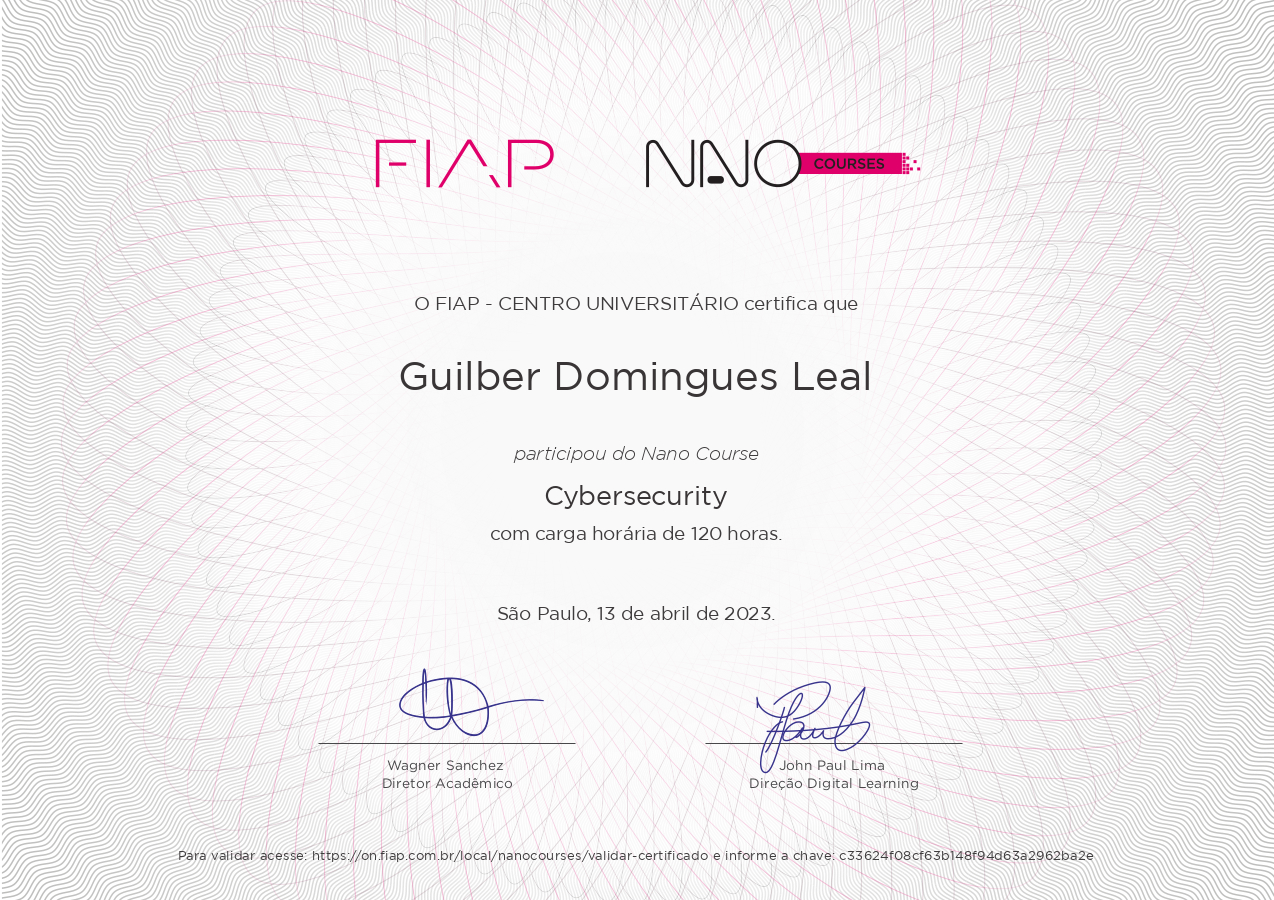 FIAP NANO COURSES
O FIAP - CENTRO UNIVERSITÁRIO certifica que
Guilber Domingues Leal
participou do Nano Course
Cybersecurity
com carga horária de 120 horas.
São Paulo, 13 de abril de 2023.
Wagner Sanchez
Diretor Acadêmico
John Paul Lima
Direção Digital Learning
Para validar acesse: https://on.fiap.com.br/local/nanocourses/validar-certificado e informe a chave: c33624f08cf63b148f94d63a2962ba2e